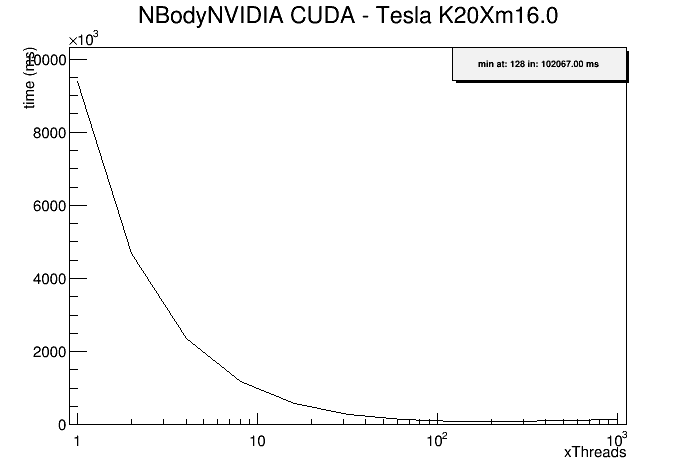 NBodyNVIDIA CUDA - Tesla K20Xm16.0
×10³
time (ms)
min at: 128 in: 102067.00 ms
10000
8000
6000
4000
2000
0
1 10 10² 10³
xThreads